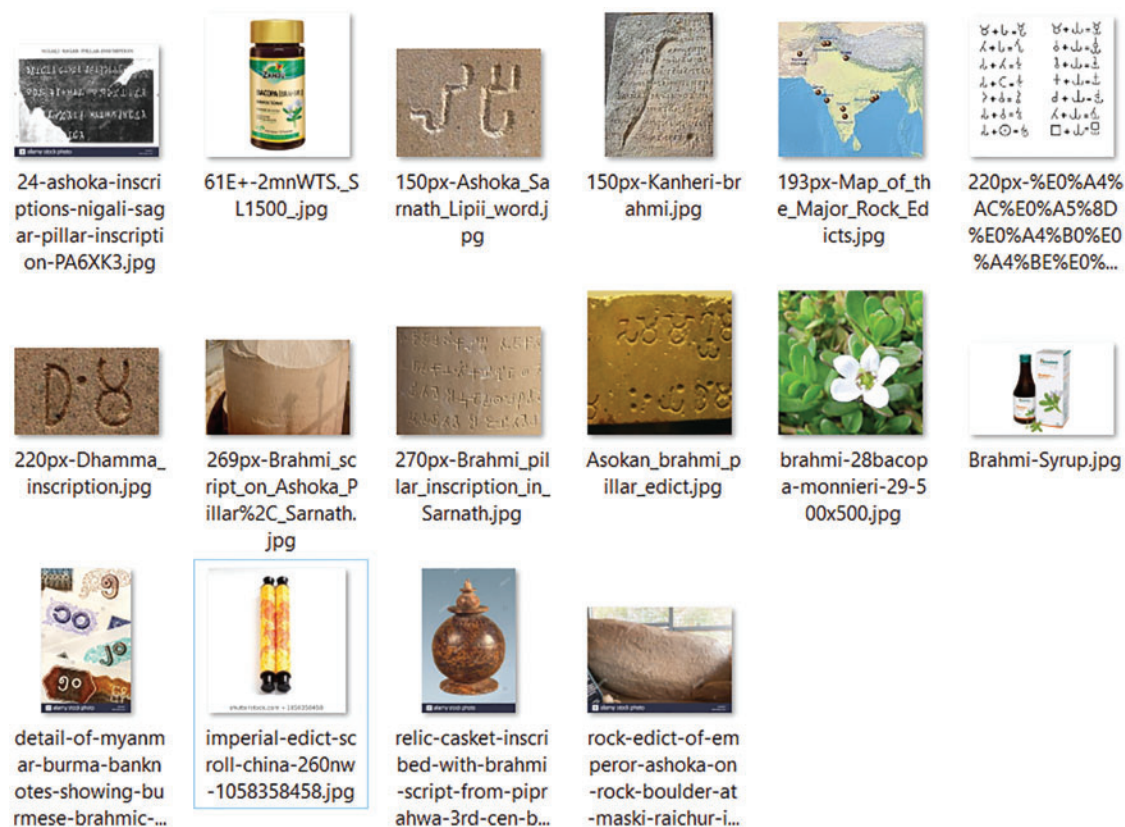 24-ashoka-inscri
ptions-nigali-sag
ar-pillar-inscripti
on-PA6XK3.jpg
61E+-2mnWTS._S
L1500_.jpg
150px-Ashoka_Sa
rnath_Lipii_word.j
pg
150px-Kanheri-br
ahmi.jpg
193px-Map_of_th
e_Major_Rock_Ed
icts.jpg
220px-%E0%A4%
AC%E0%A5%8D
%E0%A4%B0%E0
%A4%BE%E0%...
𑀥𑀁𑀫
220px-Dhamma_
inscription.jpg
269px-Brahmi_sc
ript_on_Ashoka_P
illar%2C_Sarnath.
jpg
270px-Brahmi_pil
lar_inscription_in_
Sarnath.jpg
Asokan_brahmi_p
illar_edict.jpg
brahmi-28bacop
a-monnieri-29-5
00x500.jpg
Brahmi-Syrup.jpg
detail-of-myanm
ar-burma-bankn
otes-showing-bu
rmese-brahmic-...
shutterstock.com • 1058358458
imperial-edict-sc
roll-china-260nw
-1058358458.jpg
relic-casket-inscri
bed-with-brahmi
-script-from-pipr
ahwa-3rd-cen-b...
rock-edict-of-em
peror-ashoka-on
-rock-boulder-at
-maski-raichur-i...